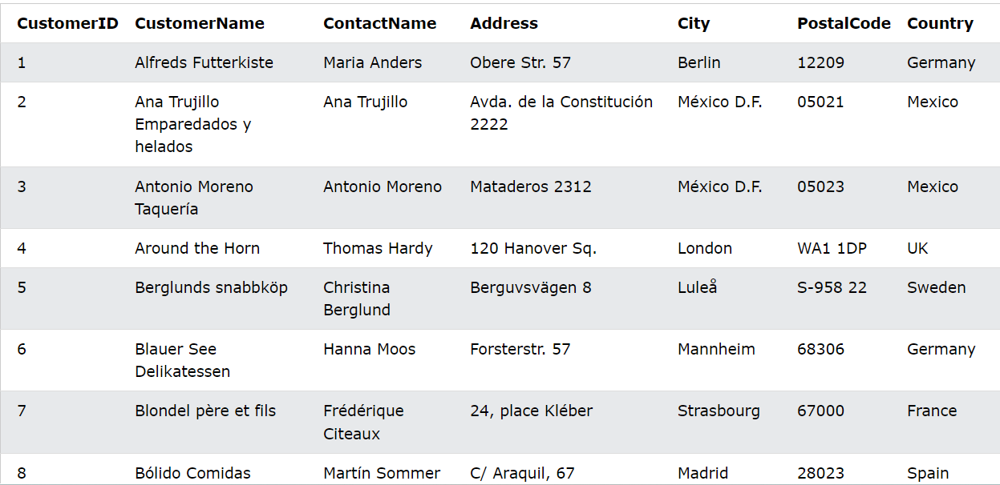 CustomerID CustomerName ContactName Address City PostalCode Country
1 Alfreds Futterkiste Maria Anders Obere Str. 57 Berlin 12209 Germany
2 Ana Trujillo Ana Trujillo Avda. de la Constitución México D.F. 05021 Mexico
Emparedados y 2222
helados
3 Antonio Moreno Antonio Moreno Mataderos 2312 México D.F. 05023 Mexico
Taquería
4 Around the Horn Thomas Hardy 120 Hanover Sq. London WA1 1DP UK
5 Berglunds snabbköp Christina Berguvsvägen 8 Luleå S-958 22 Sweden
Berglund
6 Blauer See Hanna Moos Forsterstr. 57 Mannheim 68306 Germany
Delikatessen
7 Blondel père et fils Frédérique 24, place Kléber Strasbourg 67000 France
Citeaux
8 Bólido Comidas Martín Sommer C/ Araquil, 67 Madrid 28023 Spain